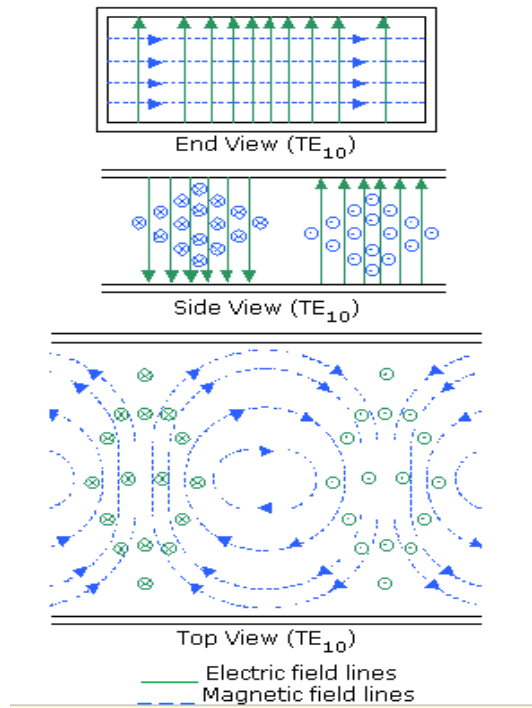 End View (TE10)
Side View (TE10)
Top View (TE10)
Electric field lines
Magnetic field lines